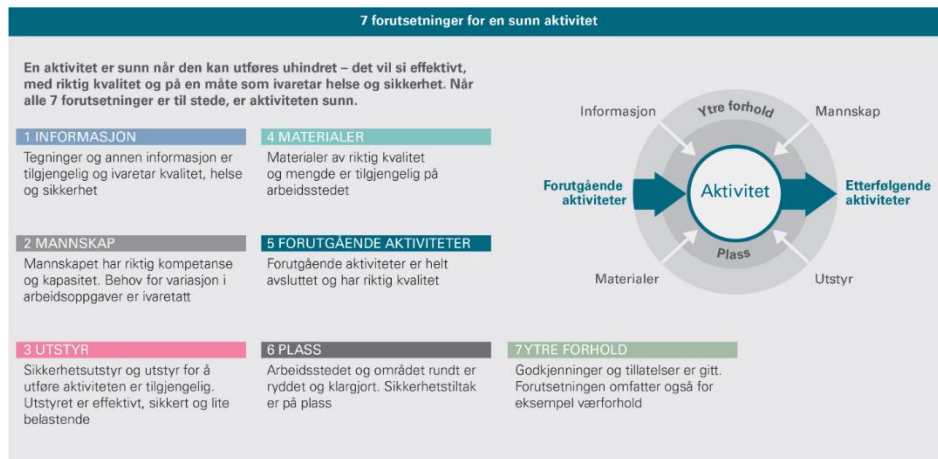 7 forutsetninger for en sunn aktivitet
En aktivitet er sunn når den kan utføres uhindret – det vil si effektivt,
med riktig kvalitet og på en måte som ivaretar helse og sikkerhet. Når
alle 7 forutsetninger er til stede, er aktiviteten sunn.
1 INFORMASJON
Tegninger og annen informasjon er
tilgjengelig og ivaretar kvalitet, helse
og sikkerhet
4 MATERIALER
Materialer av riktig kvalitet
og mengde er tilgjengelig på
arbeidsstedet
2 MANNSKAP
Mannskapet har riktig kompetanse
og kapasitet. Behov for variasjon i
arbeidsoppgaver er ivaretatt
5 FORUTGÅENDE AKTIVITETER
Forutgående aktiviteter er helt
avsluttet og har riktig kvalitet
3 UTSTYR
Sikkerhetsutstyr og utstyr for å
utføre aktiviteten er tilgjengelig.
Utstyret er effektivt, sikkert og lite
belastende
6 PLASS
Arbeidsstedet og området rundt er
ryddet og klargjort. Sikkerhetstiltak
er på plass
7 YTRE FORHOLD
Godkjenninger og tillatelser er gitt.
Forutsetningen omfatter også for
eksempel værforhold
Informasjon
Ytre forhold
Mannskap
Forutgående
aktiviteter
Aktivitet
Etterfølgende
aktiviteter
Materialer
Plass
Utstyr